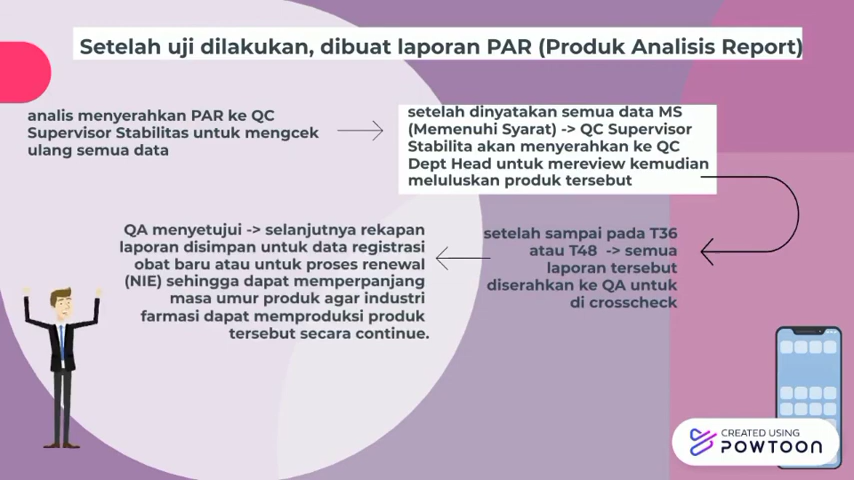 Setelah uji dilakukan, dibuat laporan PAR (Produk Analisis Report)
analis menyerahkan PAR ke QC
Supervisor Stabilitas untuk mengcek
ulang semua data
setelah dinyatakan semua data MS
(Memenuhi Syarat) -> QC Supervisor
Stabilita akan menyerahkan ke QC
Dept Head untuk mereview kemudian
meluluskan produk tersebut
setelah sampai pada T36
atau T48 -> semua
laporan tersebut
diserahkan ke QA untuk
di crosscheck
QA menyetujui -> selanjutnya rekapan
laporan disimpan untuk data registrasi
obat baru atau untuk proses renewal
(NIE) sehingga dapat memperpanjang
masa umur produk agar industri
farmasi dapat memproduksi produk
tersebut secara continue.
CREATED USING
POWTOON